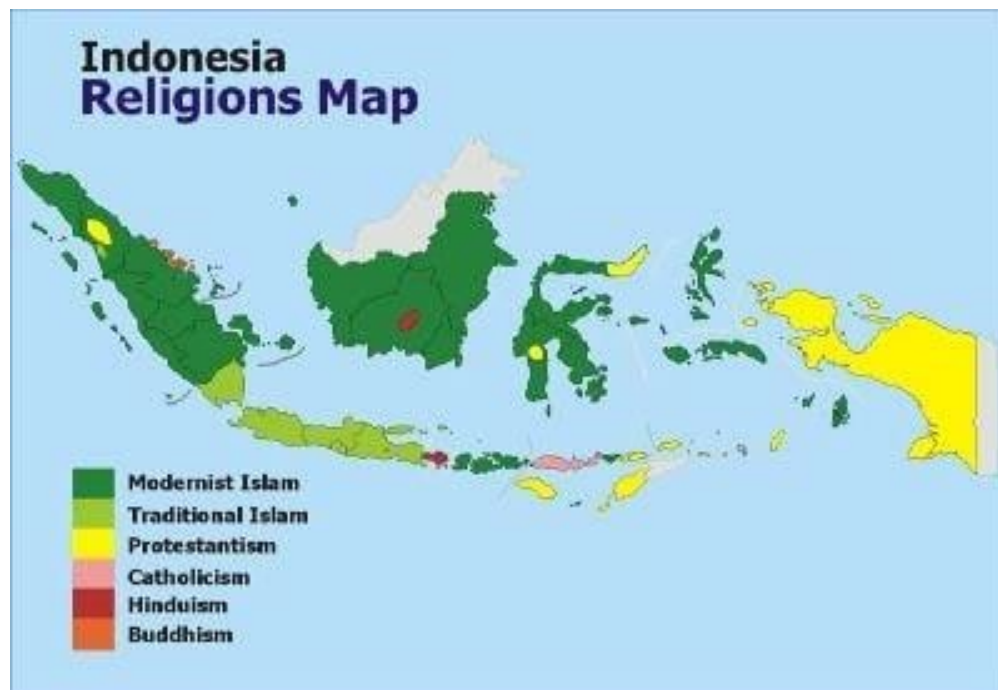 Indonesia
Religions Map
Modernist Islam
Traditional Islam
Protestantism
Catholicism
Hinduism
Buddhism